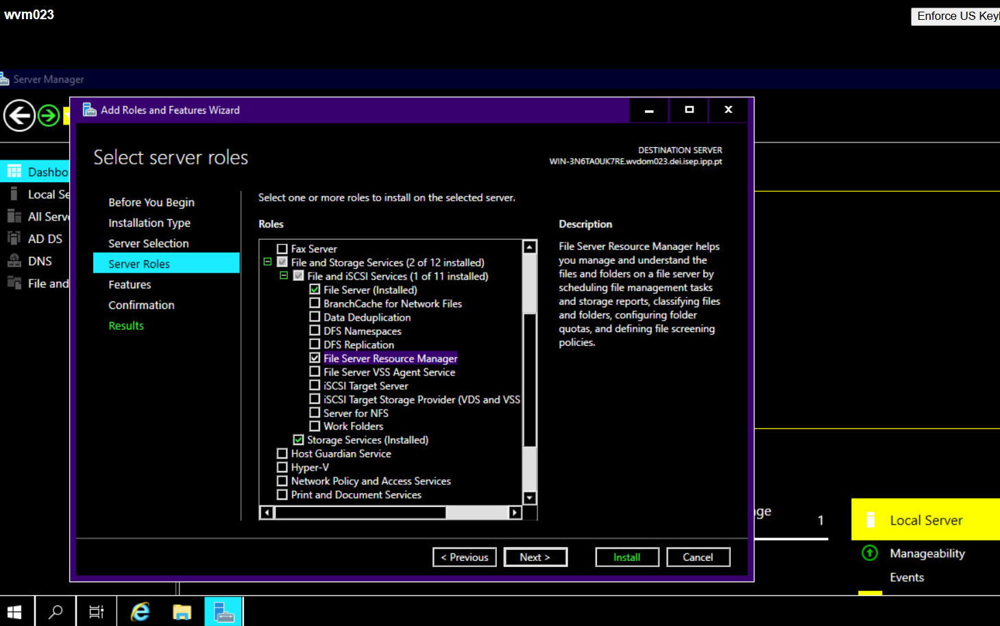 wvm023
Enforce US Key
Server Manager
Add Roles and Features Wizard
Select server roles
DESTINATION SERVER
WIN-3N6TA0UK7RE.wvdom023.dei.isep.ipp.pt
Dashbo
Local Se
All Serv
AD DS
DNS
File and
Before You Begin
Installation Type
Server Selection
Server Roles
Features
Confirmation
Results
Select one or more roles to install on the selected server.
Roles
Fax Server
File and Storage Services (2 of 12 installed)
File and iSCSI Services (1 of 11 installed)
File Server (Installed)
BranchCache for Network Files
Data Deduplication
DFS Namespaces
DFS Replication
File Server Resource Manager
File Server VSS Agent Service
iSCSI Target Server
iSCSI Target Storage Provider (VDS and VSS
Server for NFS
Work Folders
Storage Services (Installed)
Host Guardian Service
Hyper-V
Network Policy and Access Services
Print and Document Services
Description
File Server Resource Manager helps
you manage and understand the
files and folders on a file server by
scheduling file management tasks
and storage reports, classifying files
and folders, configuring folder
quotas, and defining file screening
policies.
< Previous
Next >
Install
Cancel
ge
1
Local Server
Manageability
Events